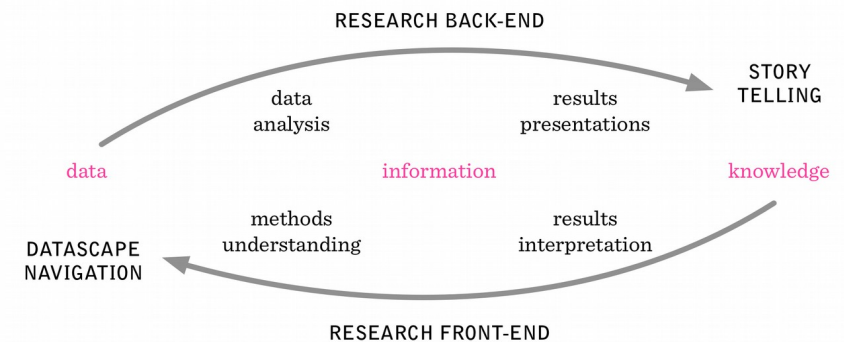 RESEARCH BACK-END
STORY
TELLING
data
analysis
results
presentations
data
information
knowledge
methods
understanding
results
interpretation
DATASCAPE
NAVIGATION
RESEARCH FRONT-END